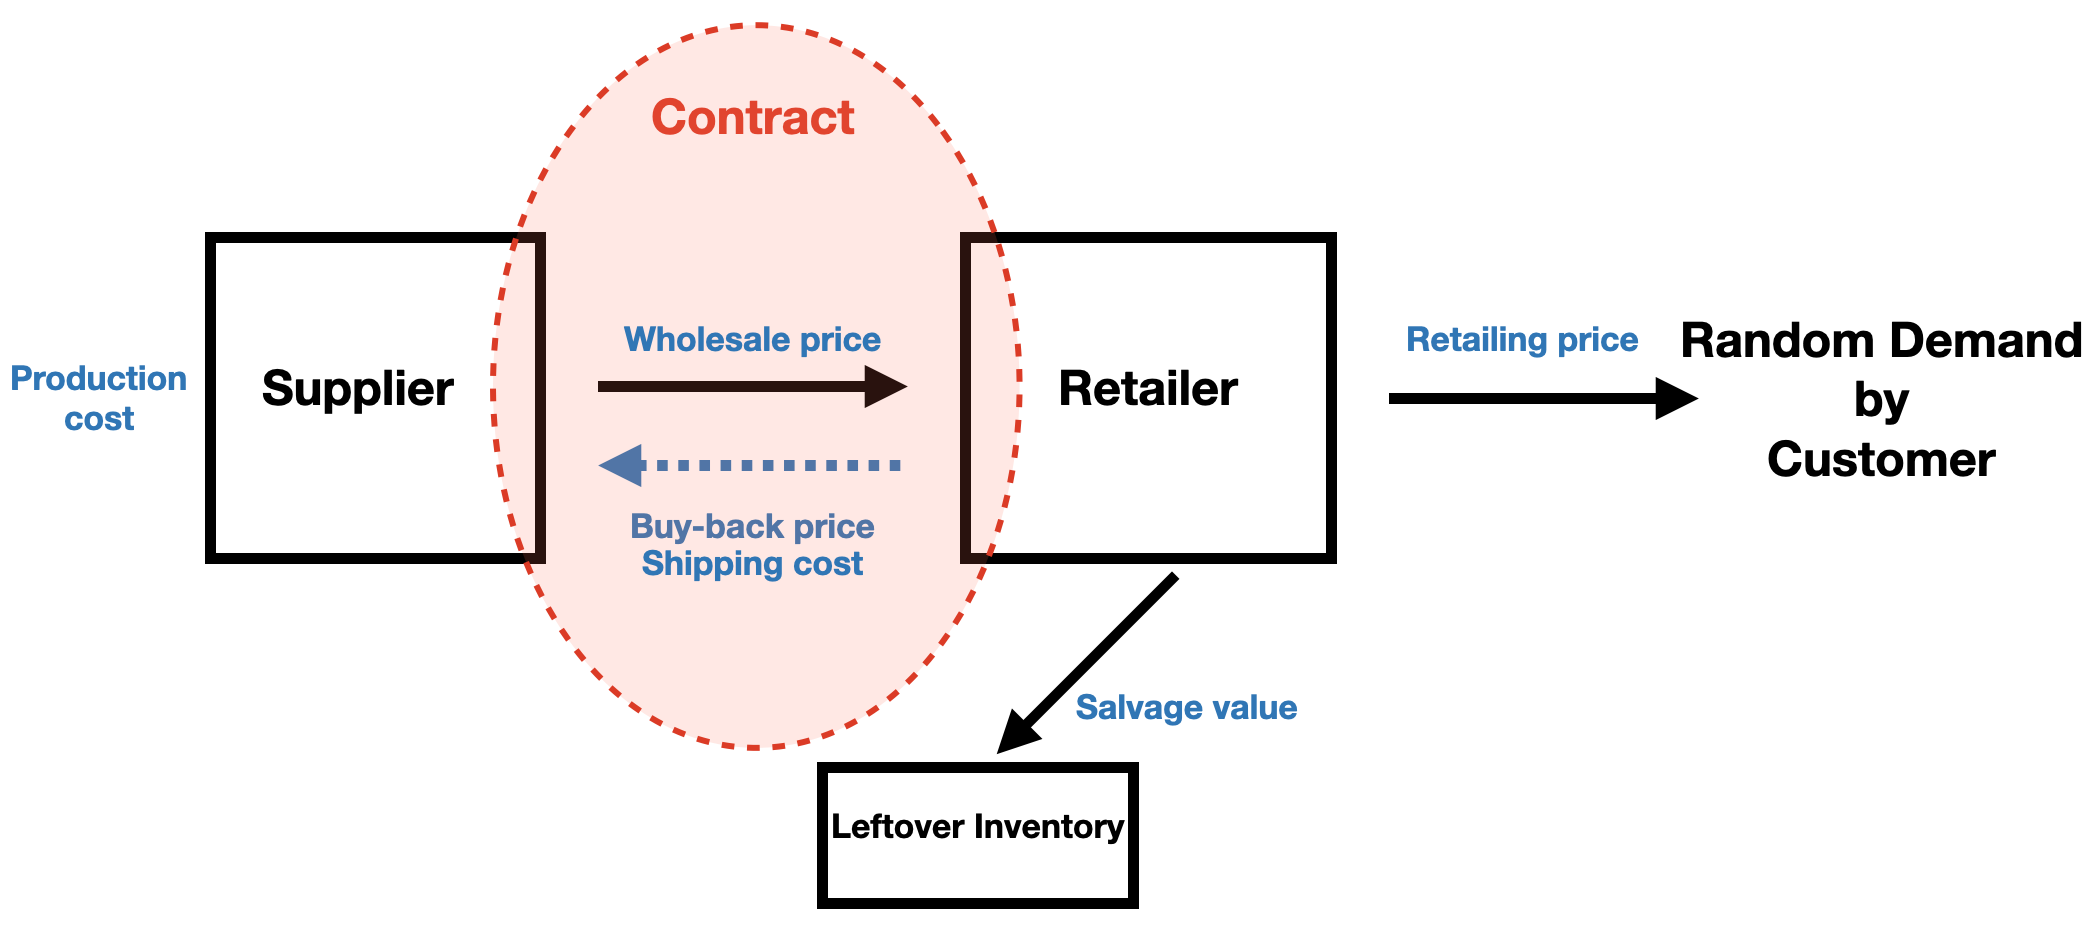 Contract
Production
cost
Supplier
Wholesale price
Buy-back price
Shipping cost
Retailer
Retailing price
Random Demand
by
Customer
Salvage value
Leftover Inventory